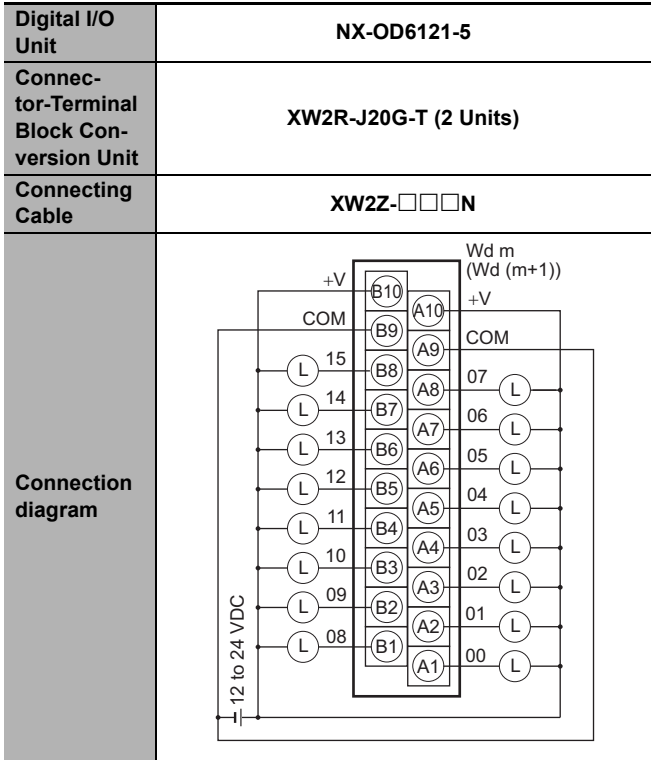 Digital I/O
Unit
NX-OD6121-5
Connec-
tor-Terminal
Block Con-
version Unit
XW2R-J20G-T (2 Units)
Connecting
Cable
XW2Z-□□□N
Connection
diagram
Wd m
(Wd (m+1))
+V
B10
A10
+V
COM
B9
A9
COM
L
15
B8
A8
07
L
L
14
B7
A7
06
L
L
13
B6
A6
05
L
L
12
B5
A5
04
L
L
11
B4
A4
03
L
L
10
B3
A3
02
L
L
09
B2
A2
01
L
L
08
B1
A1
00
L
12 to 24 VDC